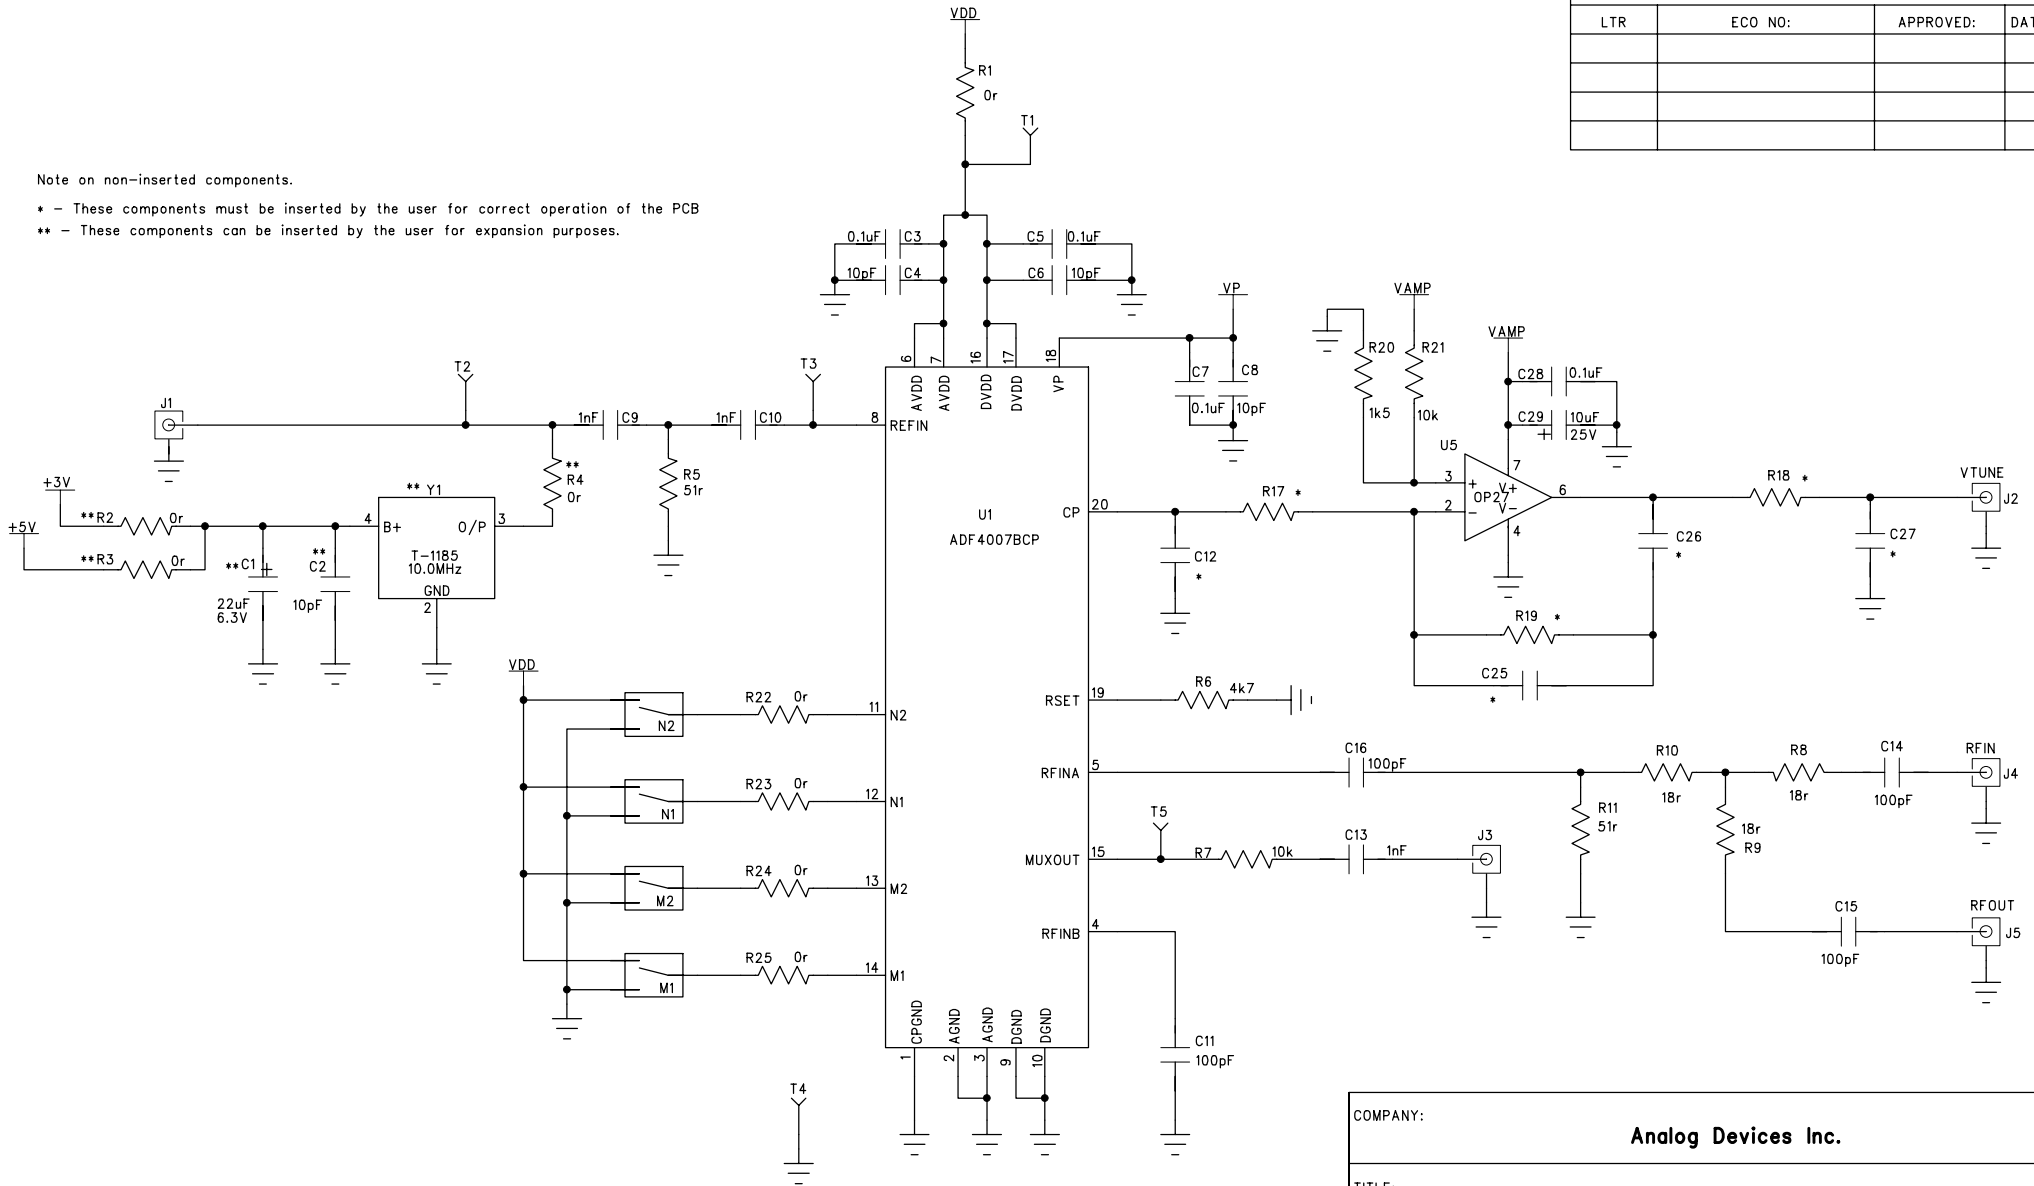 LTR ECO NO: APPROVED: DAT
VDD
R1
0r
T1
Note on non-inserted components.
* - These components must be inserted by the user for correct operation of the PCB
** - These components can be inserted by the user for expansion purposes.
0.1uF C3
10pF C4
C5 0.1uF
C6 10pF
VP
VAMP
VAMP
6 7 16 17 18
AVDD AVDD DVDD DVDD VP
C7
0.1uF
C8
10pF
R20
1k5
R21
10k
C28 0.1uF
C29 10uF
+ 25V
T2
T3
J1
1nF C9
1nF C10
8 REFIN
**
R4
0r
R5
51r
+3V
+5V
**R2 0r
**R3 0r
**C1 +
22uF
6.3V
**
C2
10pF
** Y1
4 B+
O/P 3
T-1185
10.0MHz
GND
2
U1
ADF4007BCP
CP 20
R17 *
C12
*
U5
3 +
2 -
OP27
V+
V-
7
4
6
R18 *
VTUNE
J2
C26
*
C27
*
R19 *
C25
*
VDD
N2
R22 0r
11 N2
N1
R23 0r
12 N1
M2
R24 0r
13 M2
M1
R25 0r
14 M1
RSET 19
R6 4k7
RFINA 5
C16
100pF
R10
18r
R8
18r
C14
100pF
RFIN
J4
R11
51r
18r
R9
MUXOUT 15
T5
R7 10k
C13
1nF
J3
RFINB 4
C15
100pF
RFOUT
J5
C11
100pF
CPGND AGND AGND DGND DGND
1 2 3 9 10
T4
COMPANY:
Analog Devices Inc.
TITLE: